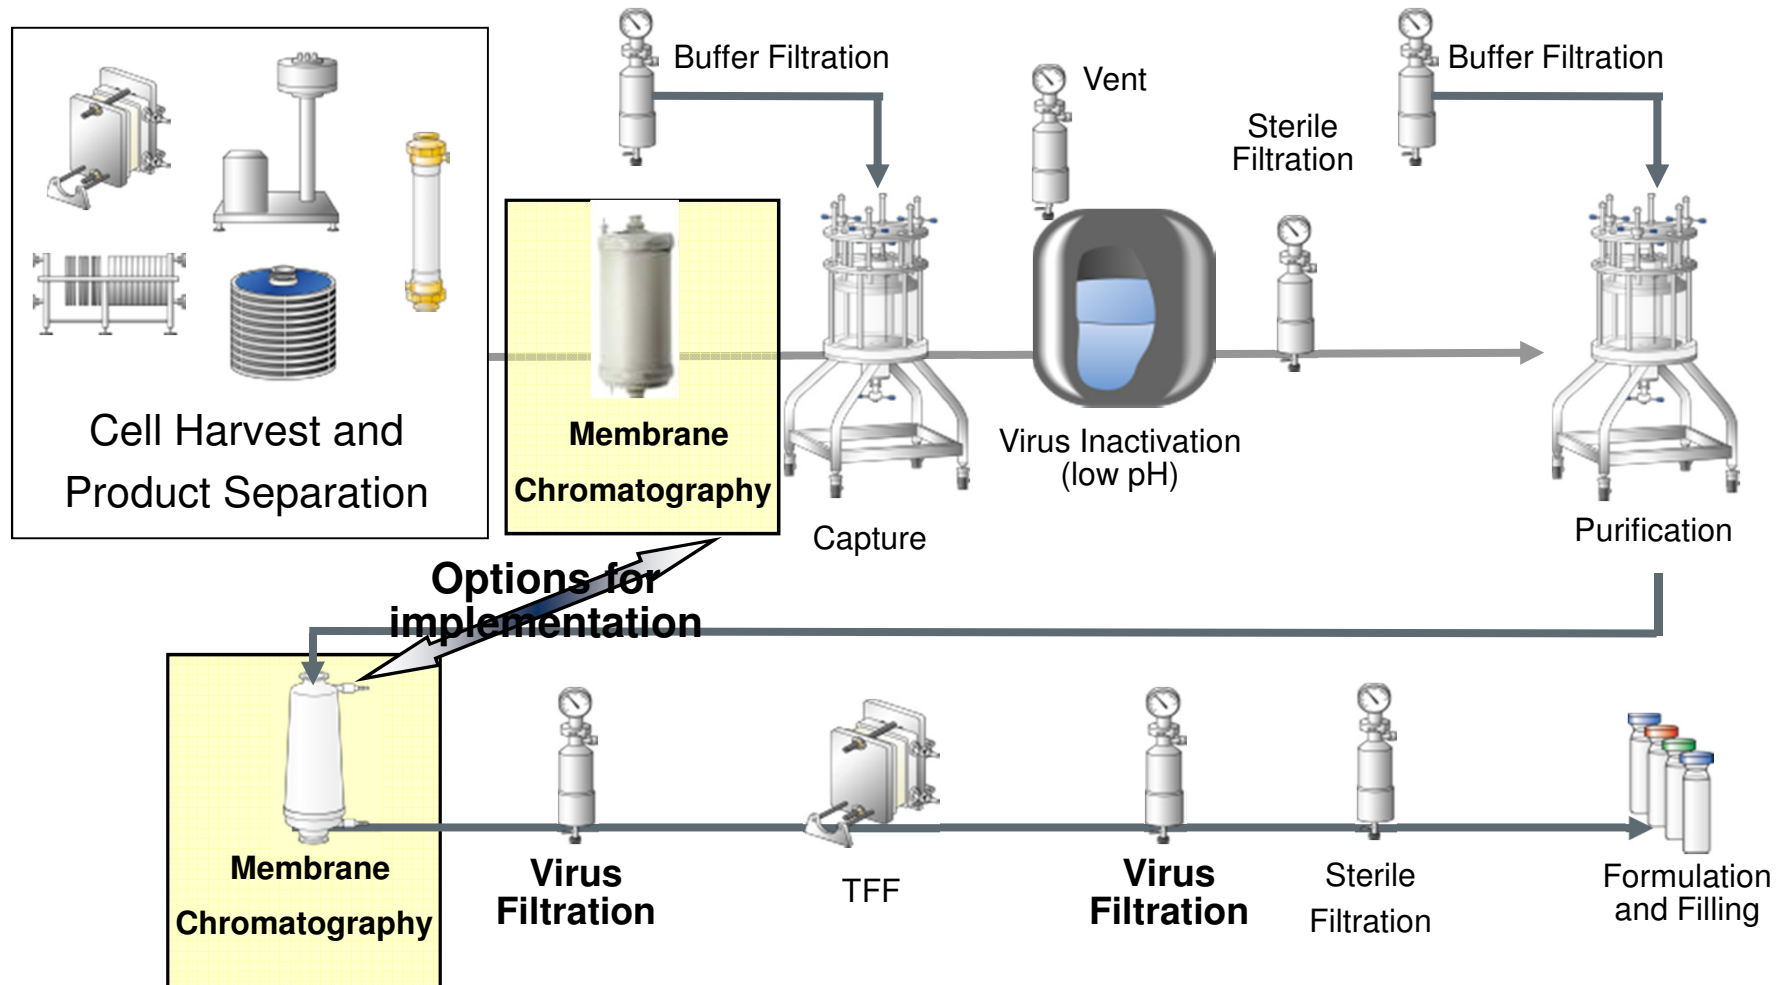 Buffer Filtration
Vent
Buffer Filtration
Sterile
Filtration
Cell Harvest and
Product Separation
Membrane
Chromatography
Capture
Virus Inactivation
(low pH)
Purification
Options for
implementation
Membrane
Chromatography
Virus
Filtration
TFF
Virus
Filtration
Sterile
Filtration
Formulation
and Filling